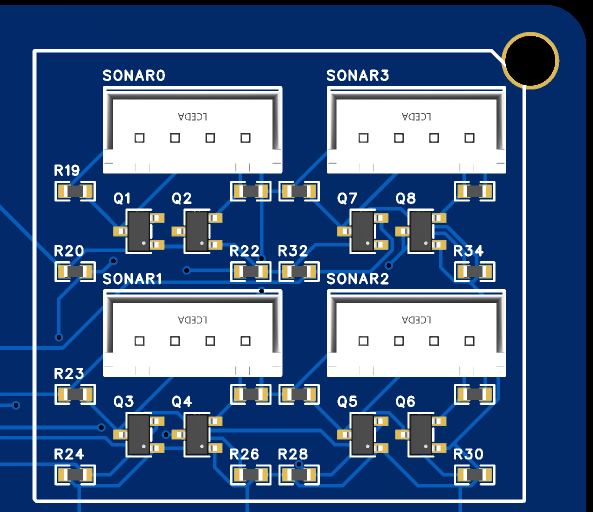 SONAR0 SONAR3
LCEDA LCEDA
R19
Q1 Q2 Q7 Q8
R20 R22 R32 R34
SONAR1 SONAR2
LCEDA LCEDA
R23
Q3 Q4 Q5 Q6
R24 R26 R28 R30